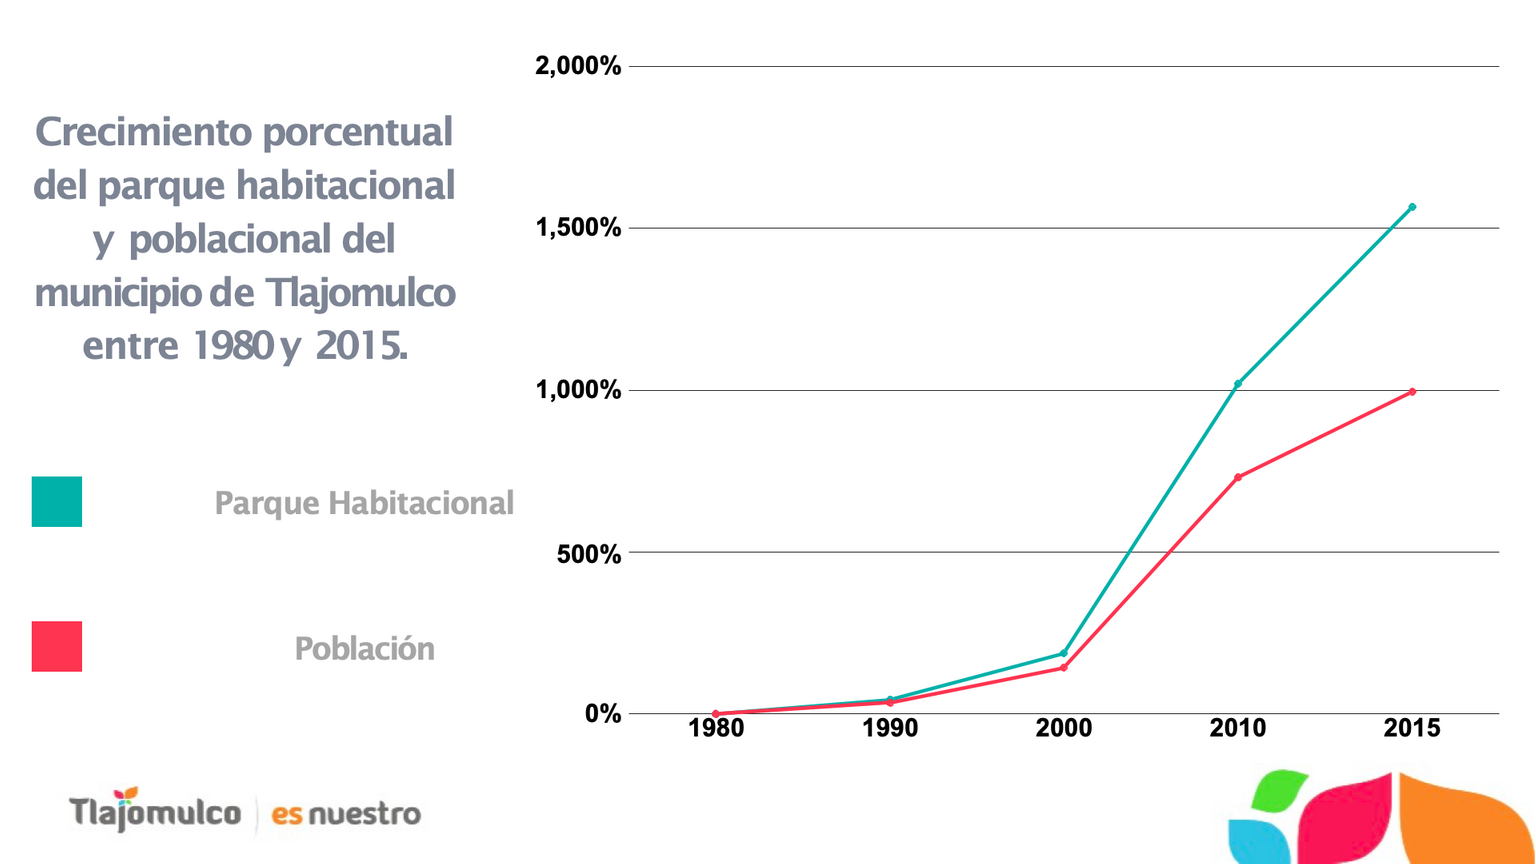 Crecimiento porcentual
del parque habitacional
y poblacional del
municipio de Tlajomulco
entre 1980 y 2015.
Parque Habitacional
Población
2,000%
1,500%
1,000%
500%
0%
1980 1990 2000 2010 2015
Tlajomulco es nuestro